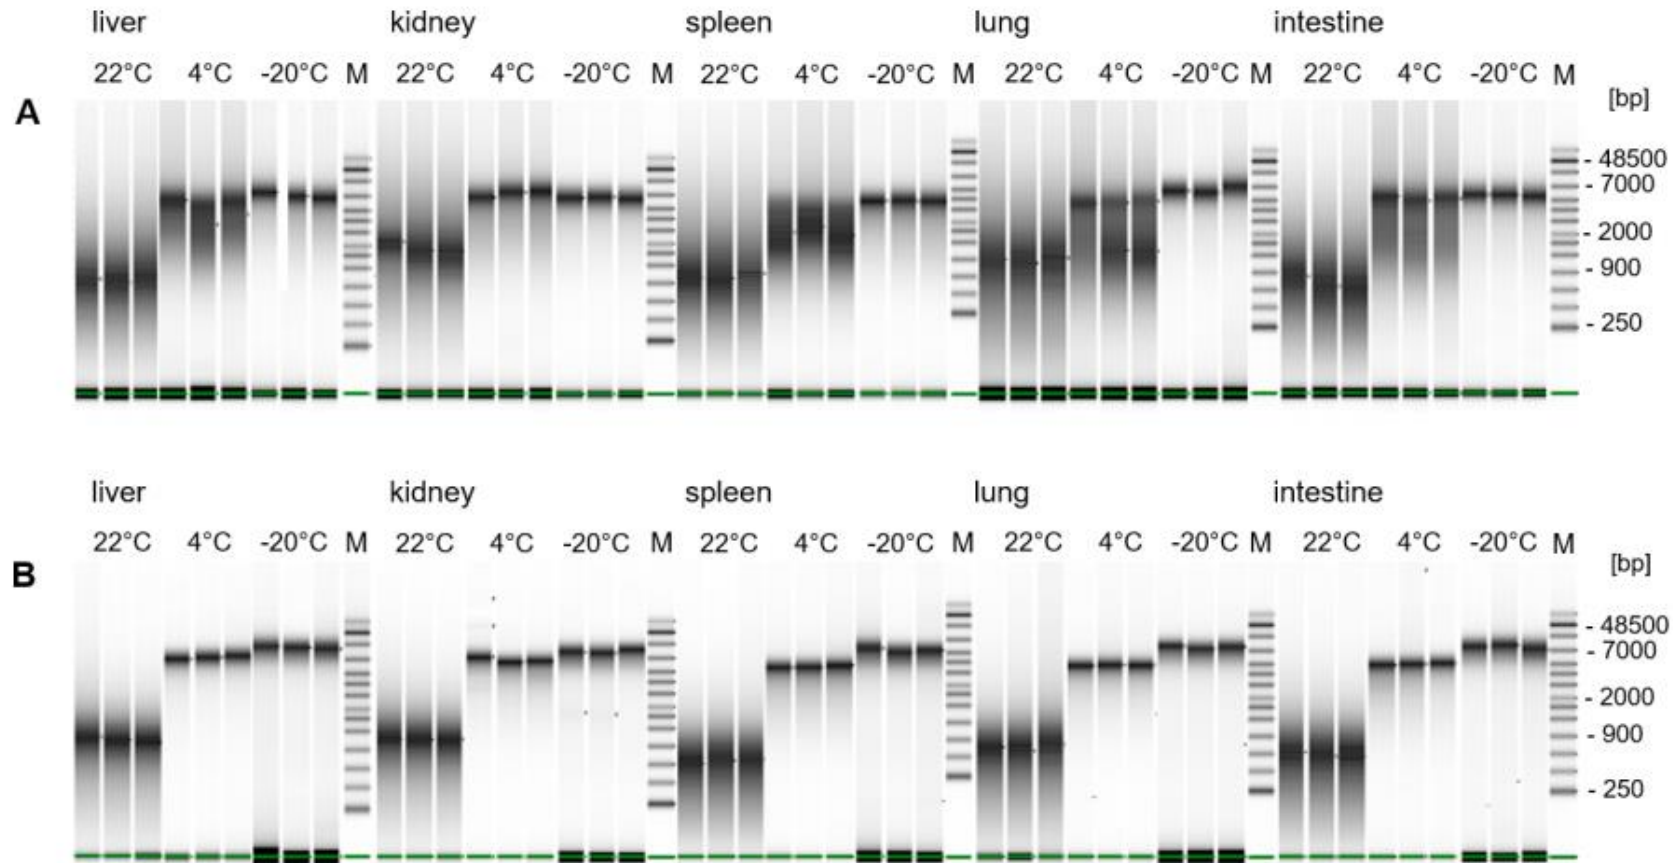 liver kidney spleen lung intestine
22°C 4°C -20°C M 22°C 4°C -20°C M 22°C 4°C -20°C M 22°C 4°C -20°C M 22°C 4°C -20°C M
A [bp]
- 48500
- 7000
- 2000
- 900
- 250
liver kidney spleen lung intestine
22°C 4°C -20°C M 22°C 4°C -20°C M 22°C 4°C -20°C M 22°C 4°C -20°C M 22°C 4°C -20°C M
B [bp]
- 48500
- 7000
- 2000
- 900
- 250